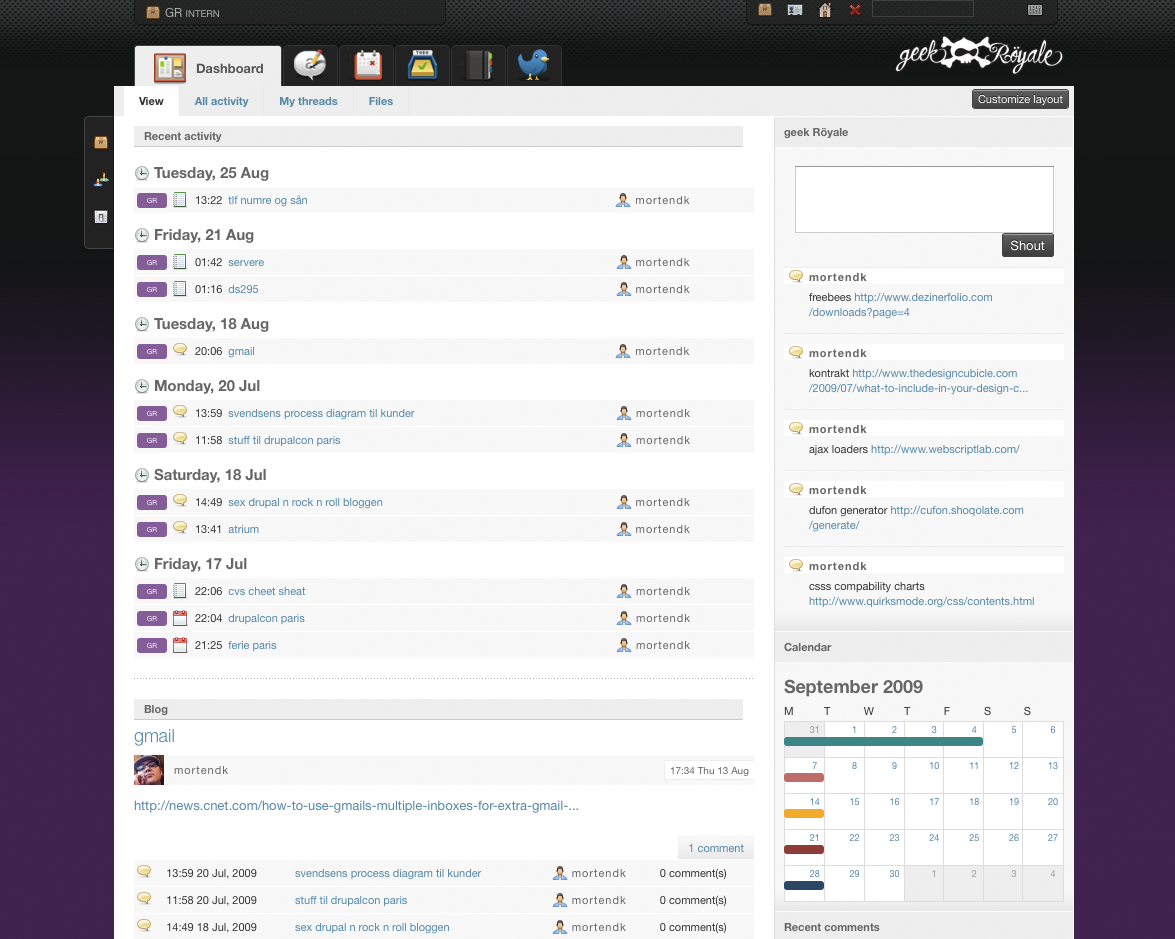 GR INTERN
geek Röyale
Dashboard
TODO
View
All activity
My threads
Files
Customize layout
Recent activity
Tuesday, 25 Aug
GR 13:22 tlf numre og sån mortendk
Friday, 21 Aug
GR 01:42 servere mortendk
GR 01:16 ds295 mortendk
Tuesday, 18 Aug
GR 20:06 gmail mortendk
Monday, 20 Jul
GR 13:59 svendsens process diagram til kunder mortendk
GR 11:58 stuff til drupalcon paris mortendk
Saturday, 18 Jul
GR 14:49 sex drupal n rock n roll bloggen mortendk
GR 13:41 atrium mortendk
Friday, 17 Jul
GR 22:06 cvs cheet sheat mortendk
GR 22:04 drupalcon paris mortendk
GR 21:25 ferie paris mortendk
Blog
gmail
mortendk 17:34 Thu 13 Aug
http://news.cnet.com/how-to-use-gmails-multiple-inboxes-for-extra-gmail-...
1 comment
13:59 20 Jul, 2009 svendsens process diagram til kunder mortendk 0 comment(s)
11:58 20 Jul, 2009 stuff til drupalcon paris mortendk 0 comment(s)
14:49 18 Jul, 2009 sex drupal n rock n roll bloggen mortendk 0 comment(s)
geek Röyale
Shout
mortendk
freebees http://www.dezinerfolio.com
/downloads?page=4
mortendk
kontrakt http://www.thedesigncubicle.com
/2009/07/what-to-include-in-your-design-c...
mortendk
ajax loaders http://www.webscriptlab.com/
mortendk
dufon generator http://cufon.shoqolate.com
/generate/
mortendk
csss compability charts
http://www.quirksmode.org/css/contents.html
Calendar
September 2009
M T W T F S S
31 1 2 3 4 5 6
7 8 9 10 11 12 13
14 15 16 17 18 19 20
21 22 23 24 25 26 27
28 29 30 1 2 3 4
Recent comments